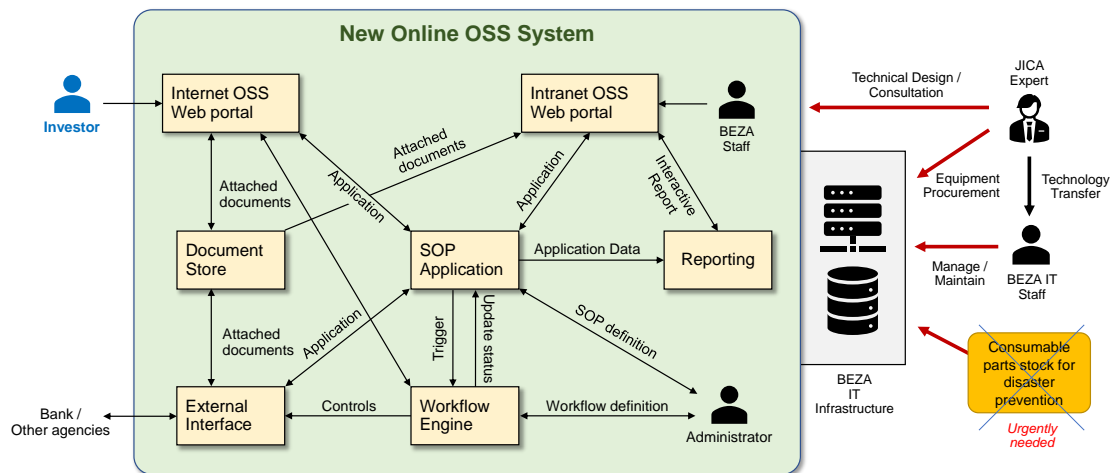 New Online OSS System
Investor
Internet OSS
Web portal
Intranet OSS
Web portal
BEZA
Staff
Technical Design /
Consultation
JICA
Expert
Attached
documents
Attached
documents
Application
Application
Interactive
Report
Equipment
Procurement
Technology
Transfer
Document
Store
SOP
Application
Application Data
Reporting
Manage /
Maintain
BEZA IT
Staff
Attached
documents
Application
Trigger
Update status
SOP definition
Consumable
parts stock for
disaster
prevention
Urgently
needed
BEZA
IT
Infrastructure
Bank /
Other agencies
External
Interface
Controls
Workflow
Engine
Workflow definition
Administrator